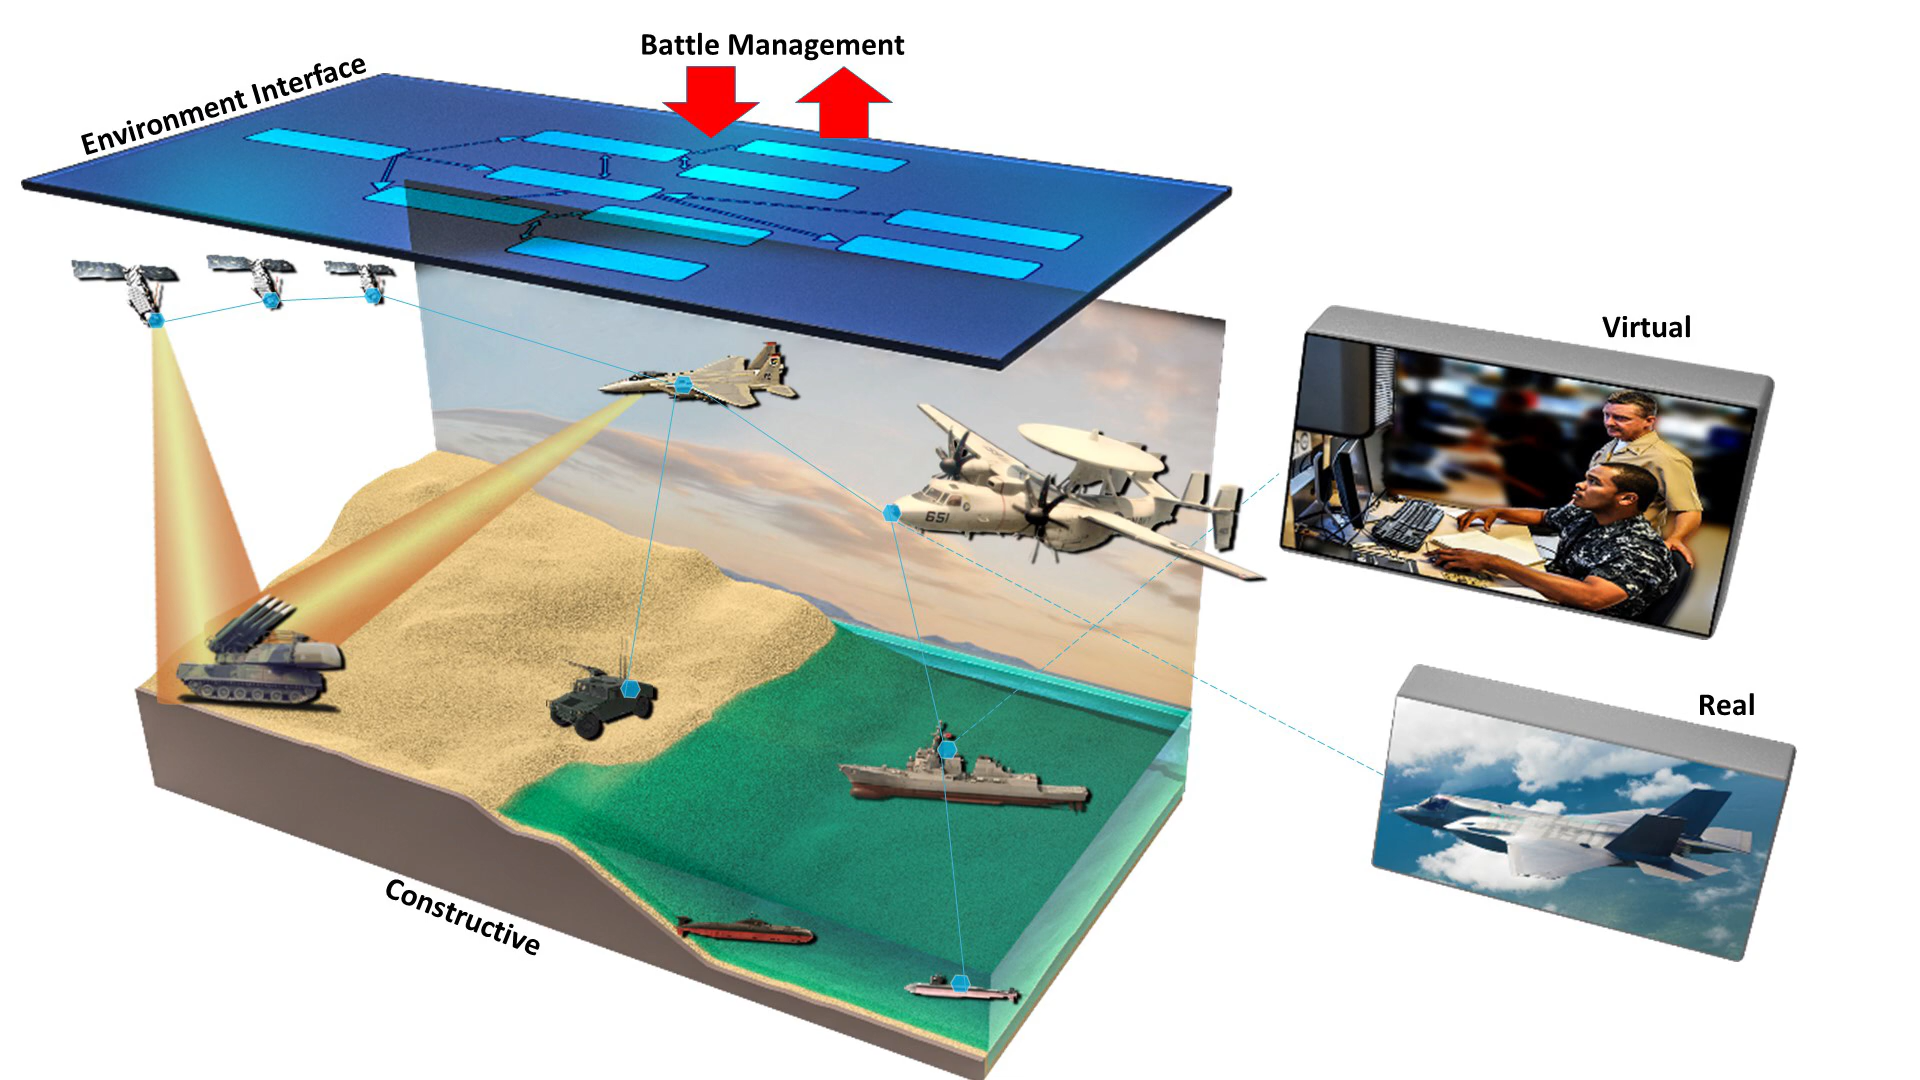 Battle Management
Environment Interface
Virtual
651
Real
Constructive